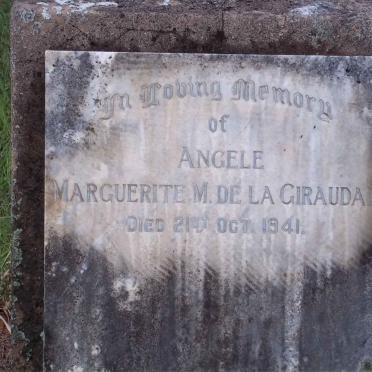 In Loving Memory
of
ANGELE
MARGUERITE M. DE LA GIRAUDA
DIED 21ST OCT. 1941.